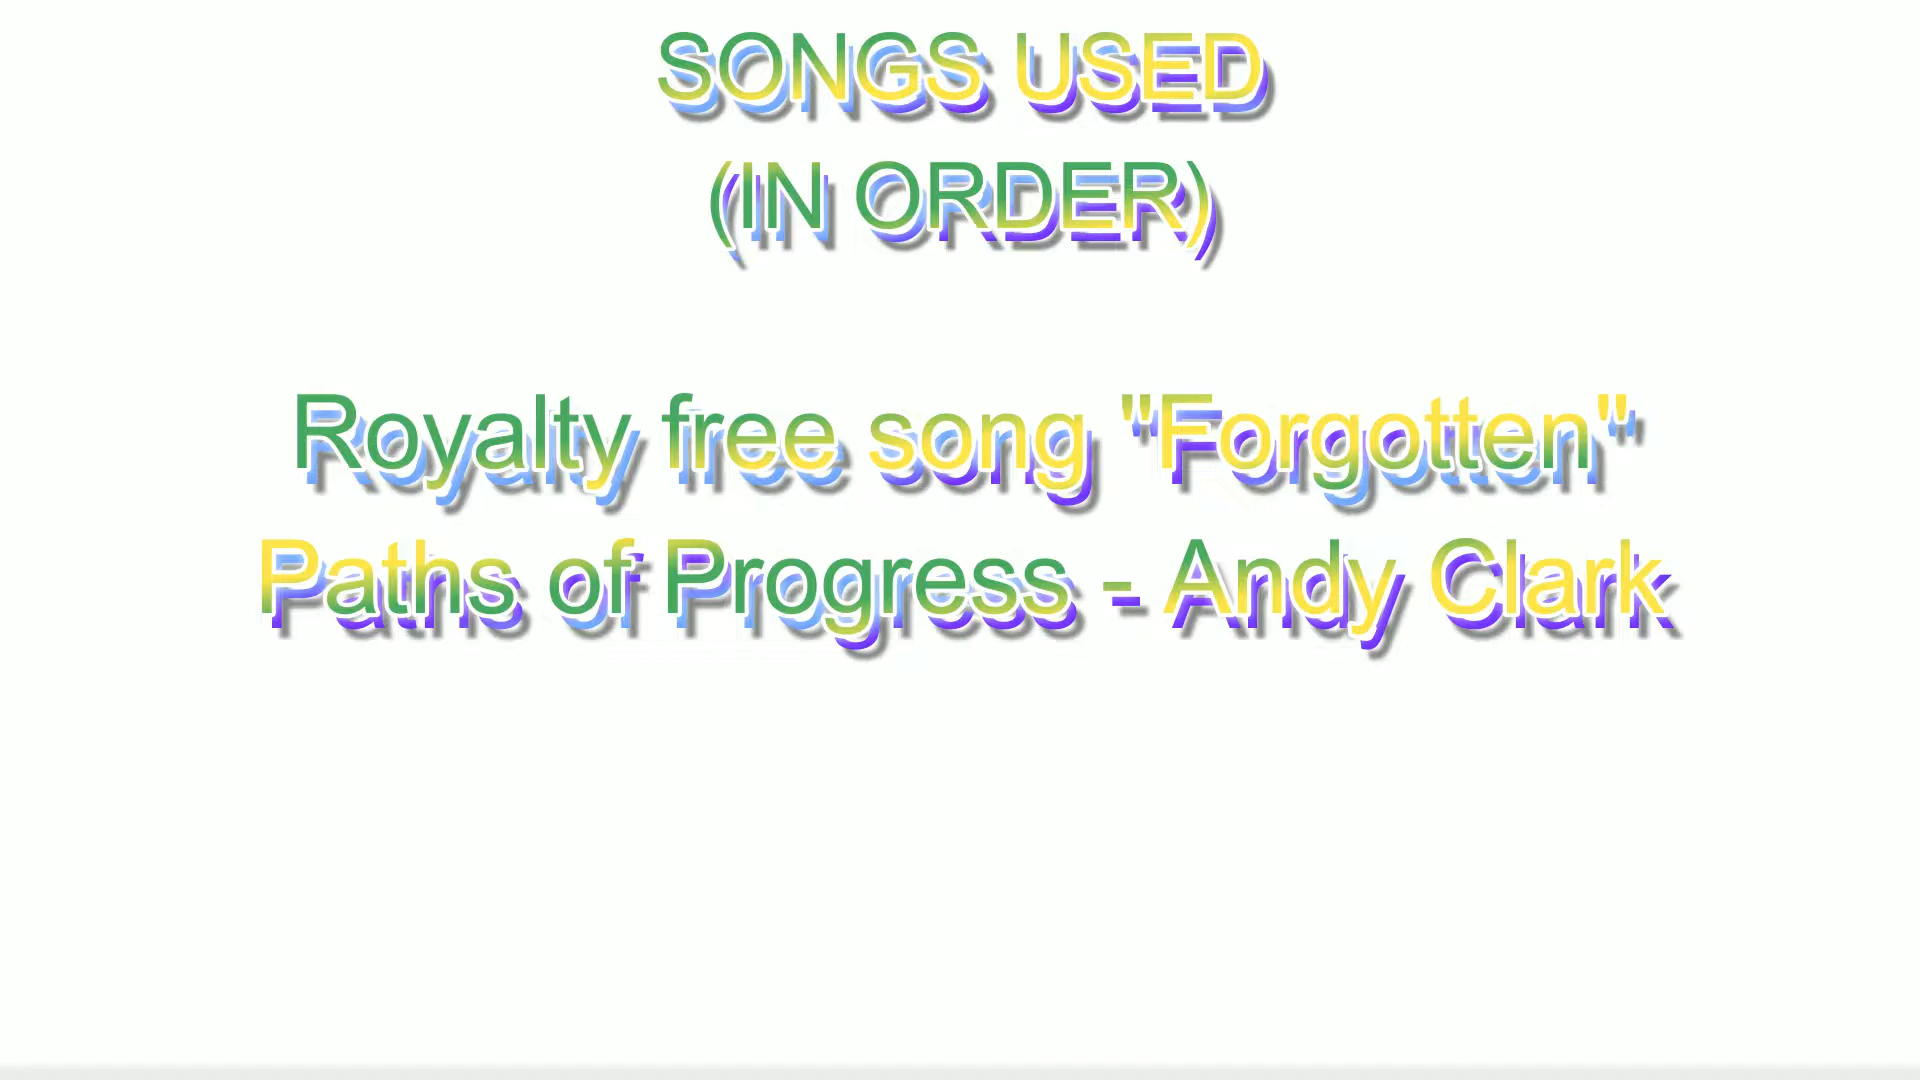 SONGS USED
(IN ORDER)
Royalty free song "Forgotten"
Paths of Progress - Andy Clark